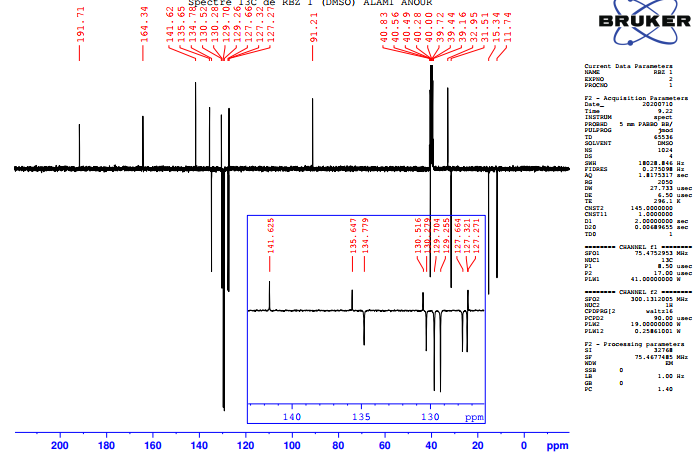 Spectre 13C de RBZ 1 (DMSO) ALAMI ANOUR
191.71
164.34
141.62
135.65
134.78
130.52
130.28
129.70
129.26
127.66
127.32
127.27
91.21
40.83
40.56
40.49
40.28
40.00
39.72
39.44
39.16
32.95
31.51
15.34
11.74
BRUKER
Current Data Parameters
NAME RBZ 1
EXPNO 2
PROCNO 1
F2 - Acquisition Parameters
Date_ 20200710
Time 9.22
INSTRUM spect
PROBHD 5 mm PABBO BB/
PULPROG jmod
TD 65536
SOLVENT DMSO
NS 1024
DS 4
SWH 18028.846 Hz
FIDRES 0.275098 Hz
AQ 1.8175317 sec
RG 2050
DW 27.733 usec
DE 6.50 usec
TE 296.1 K
CNST2 145.0000000
CNST11 1.0000000
D1 2.00000000 sec
D20 0.00689655 sec
TD0 1
======== CHANNEL f1 ========
SFO1 75.4752953 MHz
NUC1 13C
P1 8.50 usec
P2 17.00 usec
PLW1 41.00000000 W
======== CHANNEL f2 ========
SFO2 300.1312005 MHz
NUC2 1H
CPDPRG[2 waltz16
PCPD2 90.00 usec
PLW2 19.00000000 W
PLW12 0.25861001 W
F2 - Processing parameters
SI 32768
SF 75.4677485 MHz
WDW EM
SSB 0
LB 1.00 Hz
GB 0
PC 1.40
141.625
135.647
134.779
130.516
130.279
129.704
129.255
127.664
127.321
127.271
140 135 130 ppm
200 180 160 140 120 100 80 60 40 20 0 ppm